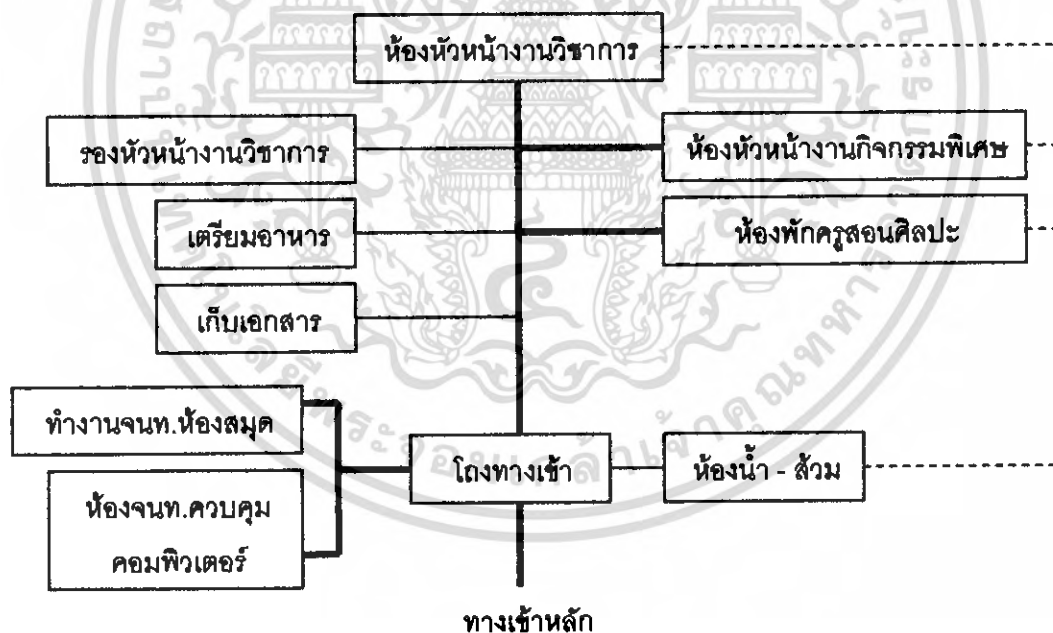 ห้องหัวหน้างานวิชาการ
รองหัวหน้างานวิชาการ
ห้องหัวหน้างานกิจกรรมพิเศษ
เตรียมอาหาร
ห้องพักครูสอนศิลปะ
เก็บเอกสาร
ทำงานจนท.ห้องสมุด
โถงทางเข้า
ห้องน้ำ - ส้วม
ห้องจนท.ควบคุม
คอมพิวเตอร์
ทางเข้าหลัก